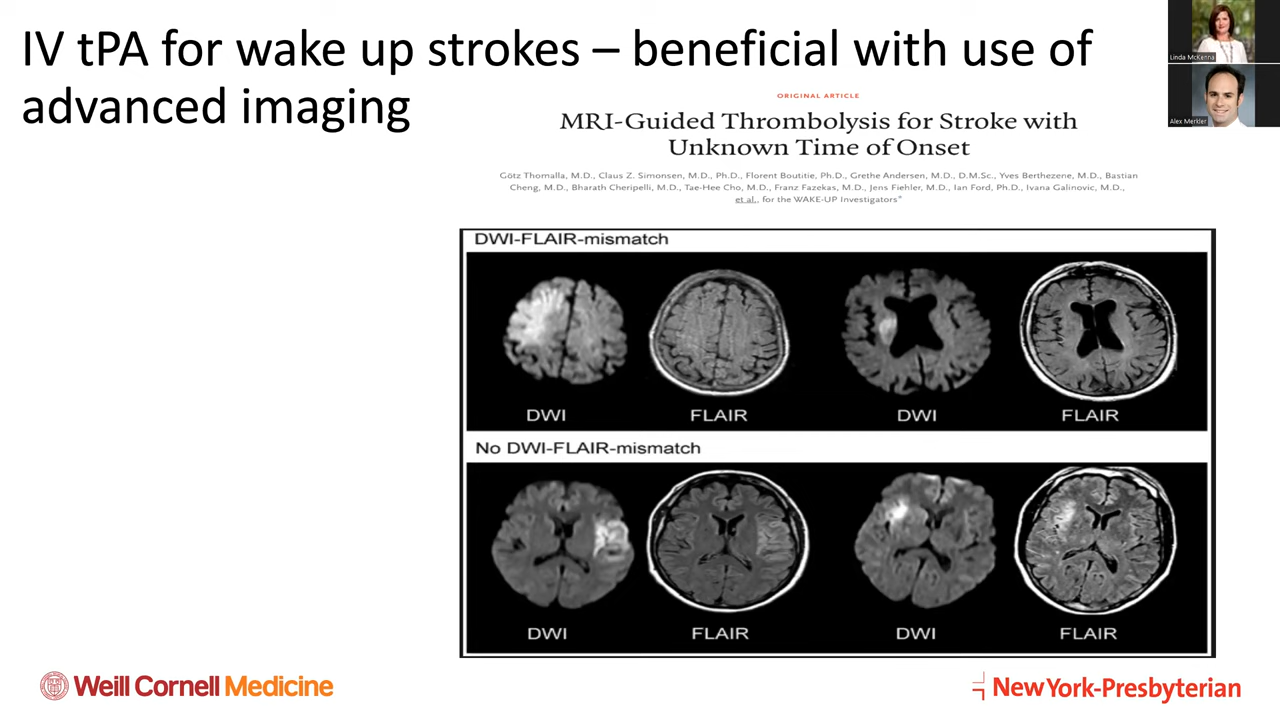 IV tPA for wake up strokes – beneficial with use of
advanced imaging
ORIGINAL ARTICLE
MRI-Guided Thrombolysis for Stroke with
Unknown Time of Onset
Götz Thomalla, M.D., Claus Z. Simonsen, M.D., Ph.D., Florent Boutitie, Ph.D., Grethe Andersen, M.D., D.M.Sc., Yves Berthezene, M.D., Bastian
Cheng, M.D., Bharath Cheripelli, M.D., Tae-Hee Cho, M.D., Franz Fazekas, M.D., Jens Fiehler, M.D., Ian Ford, Ph.D., Ivana Galinovic, M.D.,
et al., for the WAKE-UP Investigators*
Linda McKenna
Alex Merkler
DWI-FLAIR-mismatch
DWI FLAIR DWI FLAIR
No DWI-FLAIR-mismatch
DWI FLAIR DWI FLAIR
Weill Cornell Medicine
NewYork-Presbyterian